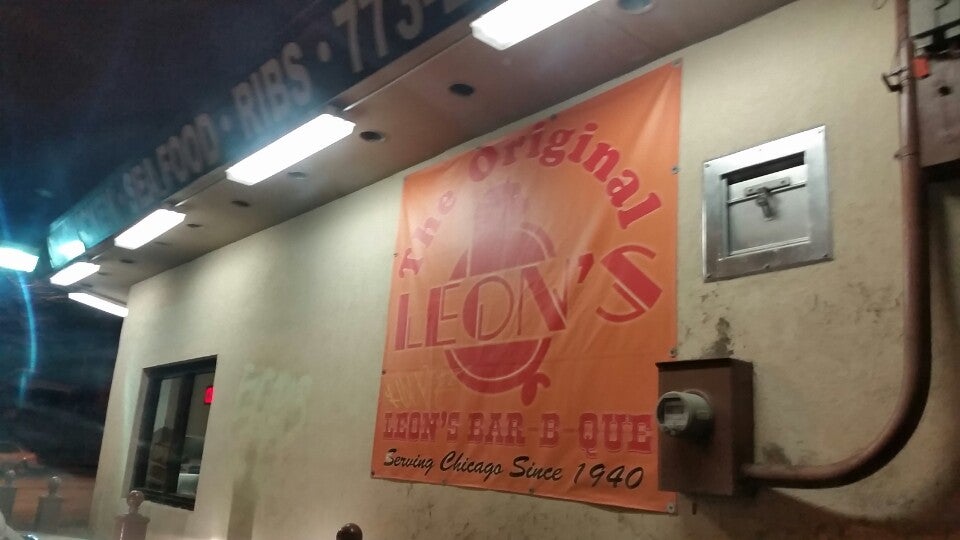 SEA FOOD · RIBS · 773-
The Original
LEON'S
LEON'S BAR-B-QUE
Serving Chicago Since 1940